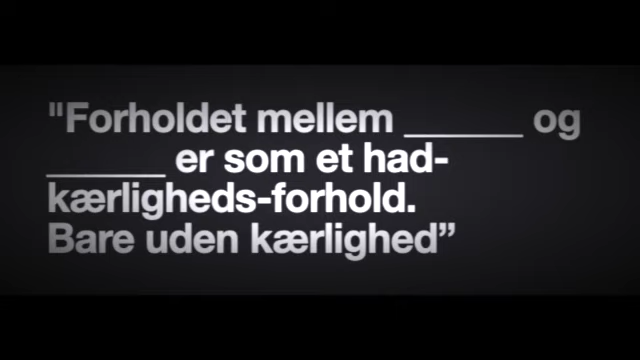 "Forholdet mellem ______ og
______ er som et had-
kærligheds-forhold.
Bare uden kærlighed”